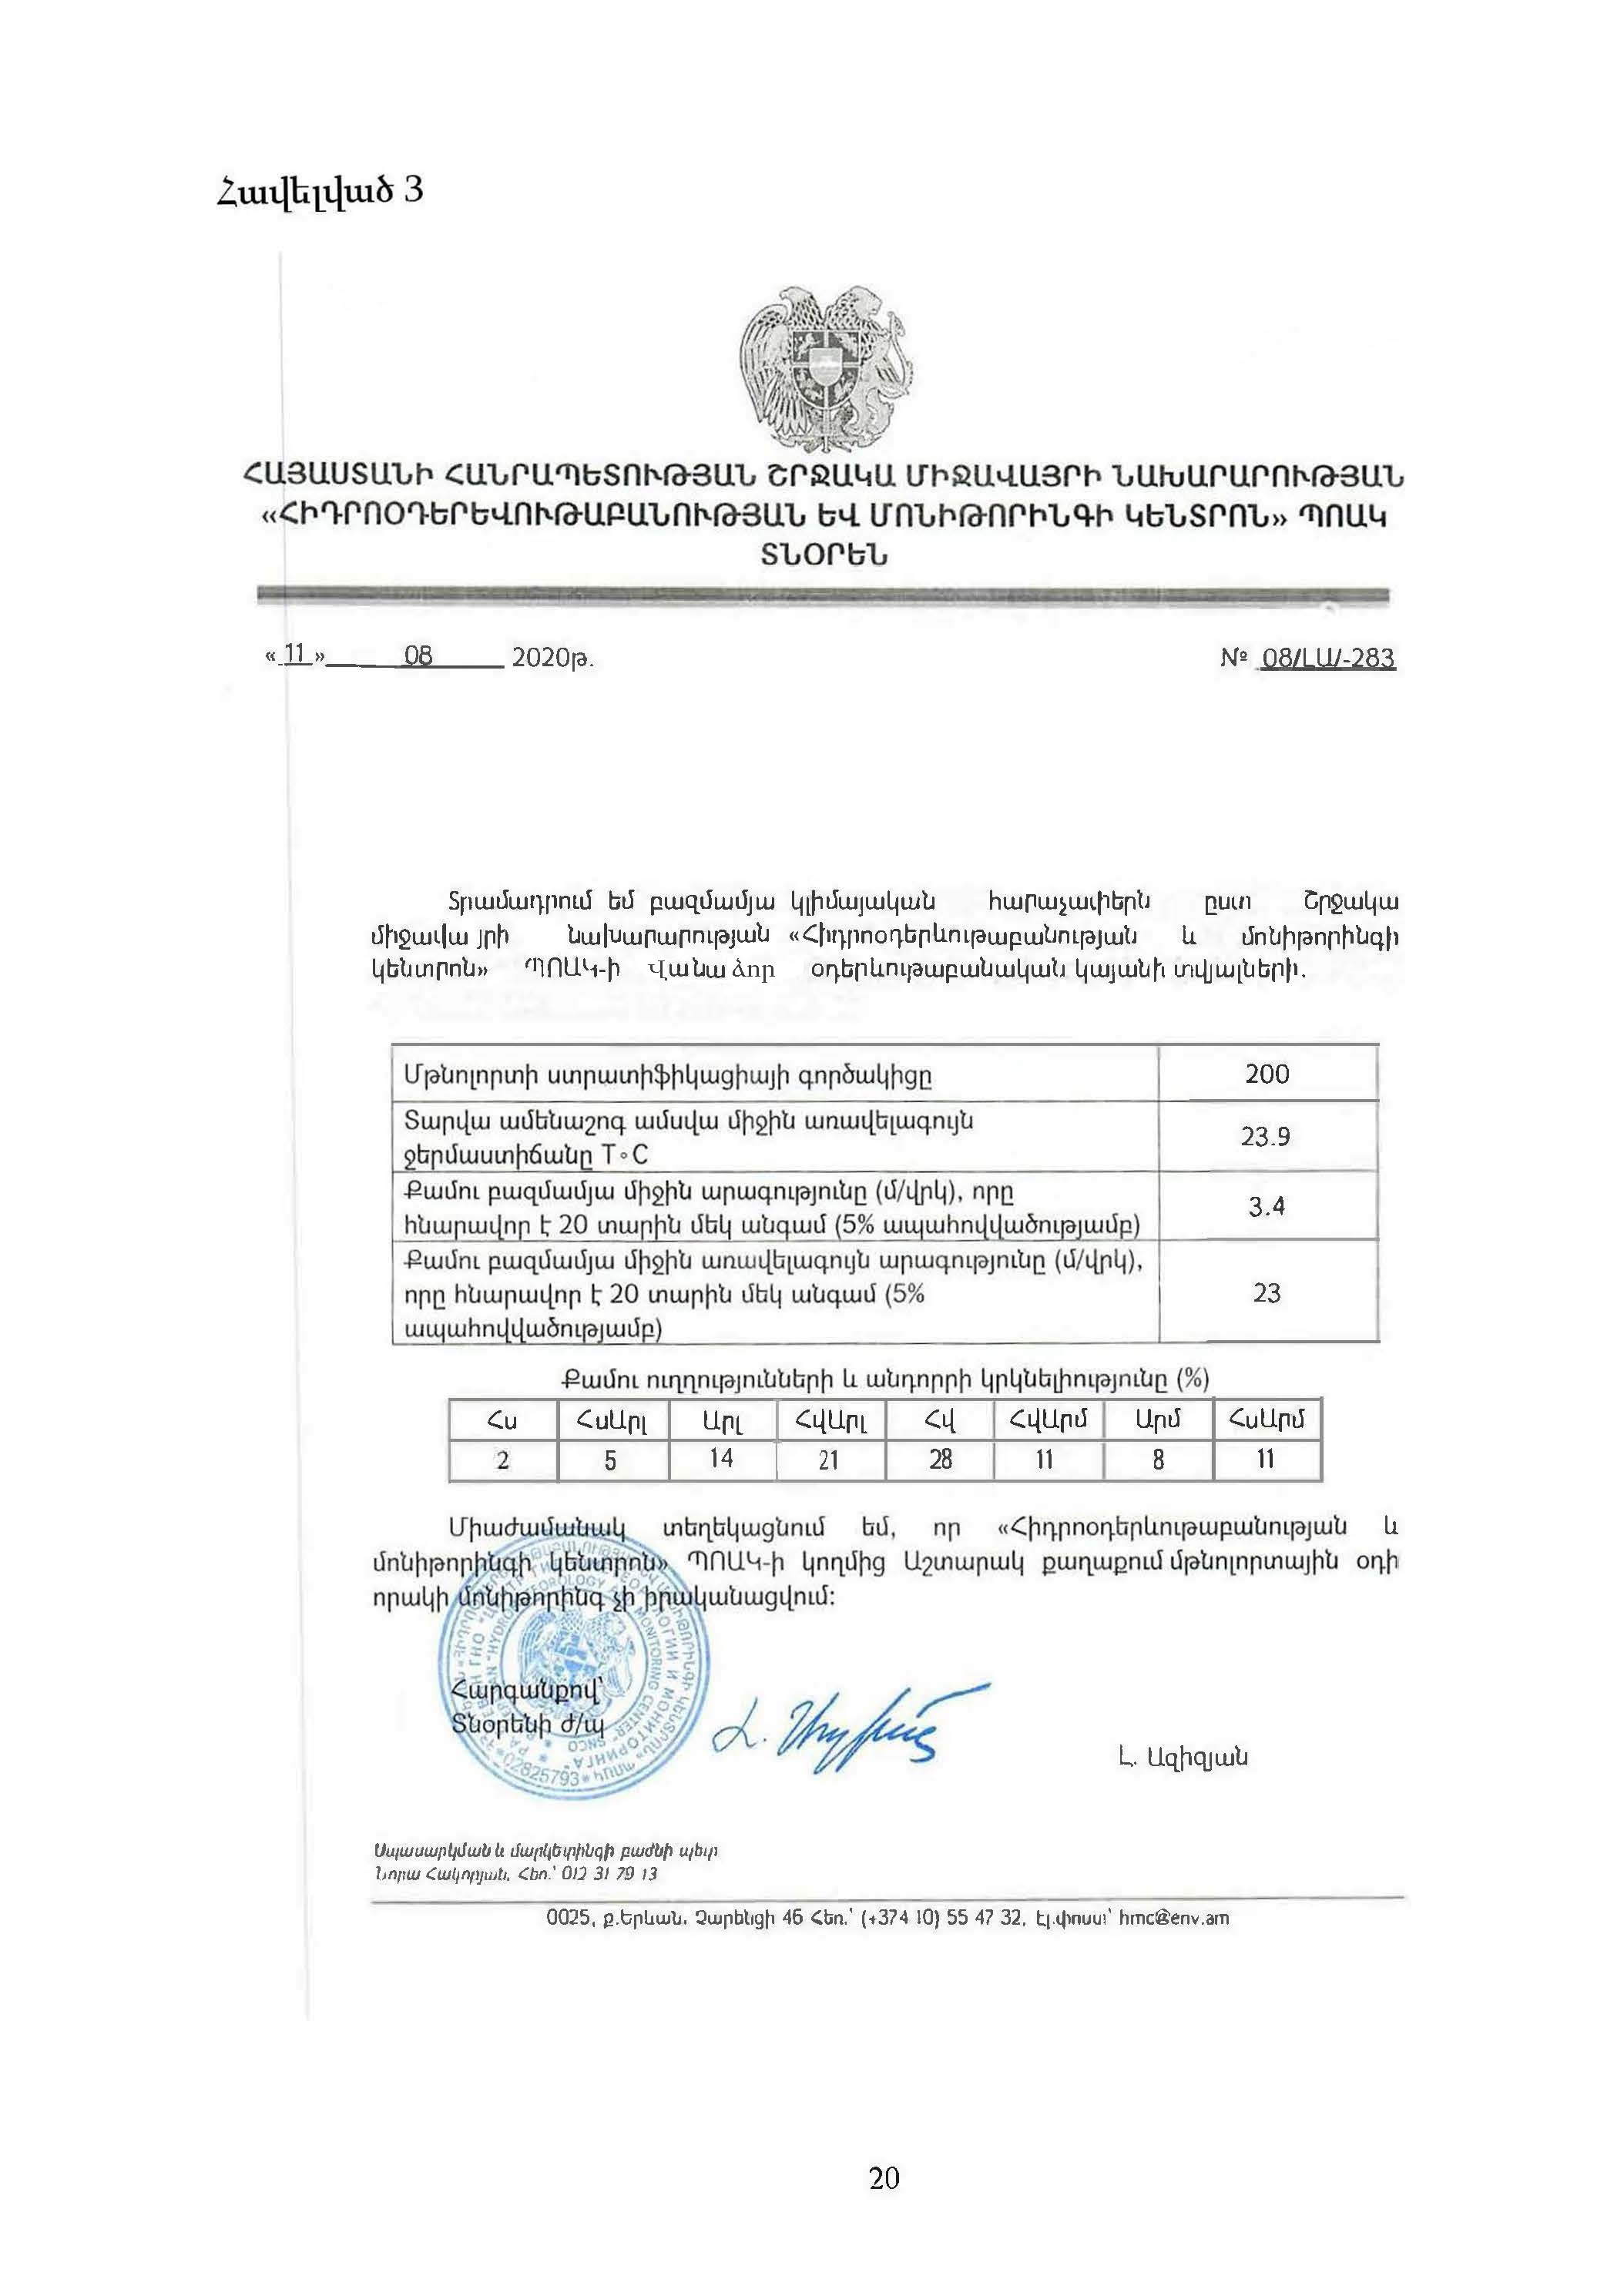 Հավելված 3
ՀԱՅԱՍՏԱՆԻ ՀԱՆՐԱՊԵՏՈՒԹՅԱՆ ՇՐՋԱԿԱ ՄԻՋԱՎԱՅՐԻ ՆԱԽԱՐԱՐՈՒԹՅԱՆ
«ՀԻԴՐՈՕԴԵՐԵՎՈՒԹԱԲԱՆՈՒԹՅԱՆ ԵՎ ՄՈՆԻԹՈՐԻՆԳԻ ԿԵՆՏՐՈՆ» ՊՈԱԿ
ՏՆՕՐԵՆ
« 11 » 08 2020թ. № 08/ԼԱ/-283
Տրամադրում եմ բազմամյա կլիմայական հարաչափերն ըստ Շրջակա
միջավայրի նախարարության «Հիդրոօդերևութաբանության և մոնիթորինգի
կենտրոն» ՊՈԱԿ-ի Վանաձոր օդերևութաբանական կայանի տվյալների.
Մթնոլորտի ստրատիֆիկացիայի գործակիցը 200
Տարվա ամենաշոգ ամսվա միջին առավելագույն
ջերմաստիճանը T∘C 23.9
Քամու բազմամյա միջին արագությունը (մ/վրկ), որը
հնարավոր է 20 տարին մեկ անգամ (5% ապահովվածությամբ) 3.4
Քամու բազմամյա միջին առավելագույն արագությունը (մ/վրկ),
որը հնարավոր է 20 տարին մեկ անգամ (5% 23
ապահովվածությամբ)
Քամու ուղղությունների և անդորրի կրկնելիությունը (%)
Հս ՀսԱրլ Արլ ՀվԱրլ Հվ ՀվԱրմ Արմ ՀսԱրմ
2 5 14 21 28 11 8 11
Միաժամանակ տեղեկացնում եմ, որ «Հիդրոօդերևութաբանության և
մոնիթորինգի կենտրոն» ՊՈԱԿ-ի կողմից Աշտարակ քաղաքում մթնոլորտային օդի
որակի մոնիթորինգ չի իրականացվում:
Հարգանքով՝
Տնօրենի ժ/պ
Լ. Ազիզյան
Սպասարկման և մարկետինգի բաժնի պետ
Նորա Հակոբյան, Հեռ.՝ 012 31 79 13
0025, ք.Երևան, Չարենցի 46 Հեռ.՝ (+374 10) 55 47 32, էլ.փոստ՝ hmc@env.am
20